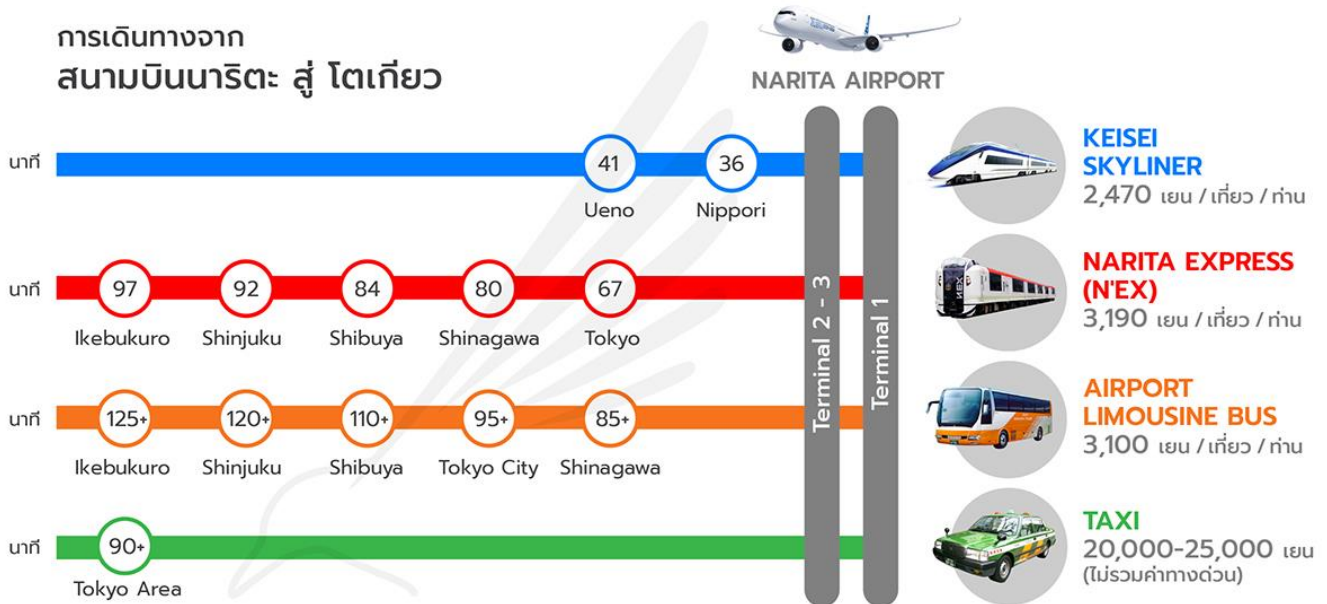 การเดินทางจาก
สนามบินนาริตะ สู่ โตเกียว
NARITA AIRPORT
Terminal 2 - 3
Terminal 1
นาที
41
36
Ueno
Nippori
KEISEI
SKYLINER
2,470 เยน / เที่ยว / ท่าน
นาที
97
92
84
80
67
Ikebukuro
Shinjuku
Shibuya
Shinagawa
Tokyo
NARITA EXPRESS
(N'EX)
3,190 เยน / เที่ยว / ท่าน
นาที
125+
120+
110+
95+
85+
Ikebukuro
Shinjuku
Shibuya
Tokyo City
Shinagawa
AIRPORT
LIMOUSINE BUS
3,100 เยน / เที่ยว / ท่าน
นาที
90+
Tokyo Area
TAXI
20,000-25,000 เยน
(ไม่รวมค่าทางด่วน)